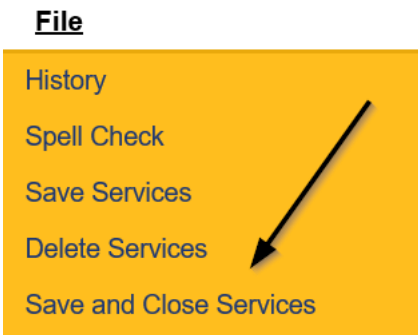 File
History
Spell Check
Save Services
Delete Services
Save and Close Services